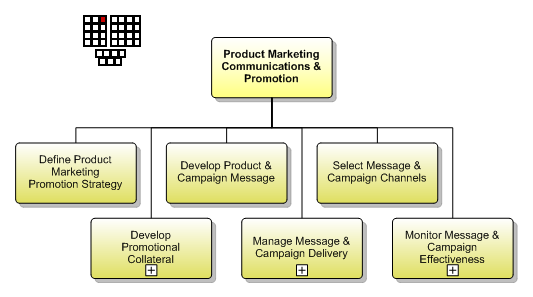 Product Marketing
Communications &
Promotion
Define Product
Marketing
Promotion Strategy
Develop Product &
Campaign Message
Select Message &
Campaign Channels
Develop
Promotional
Collateral
Manage Message &
Campaign Delivery
Monitor Message &
Campaign
Effectiveness